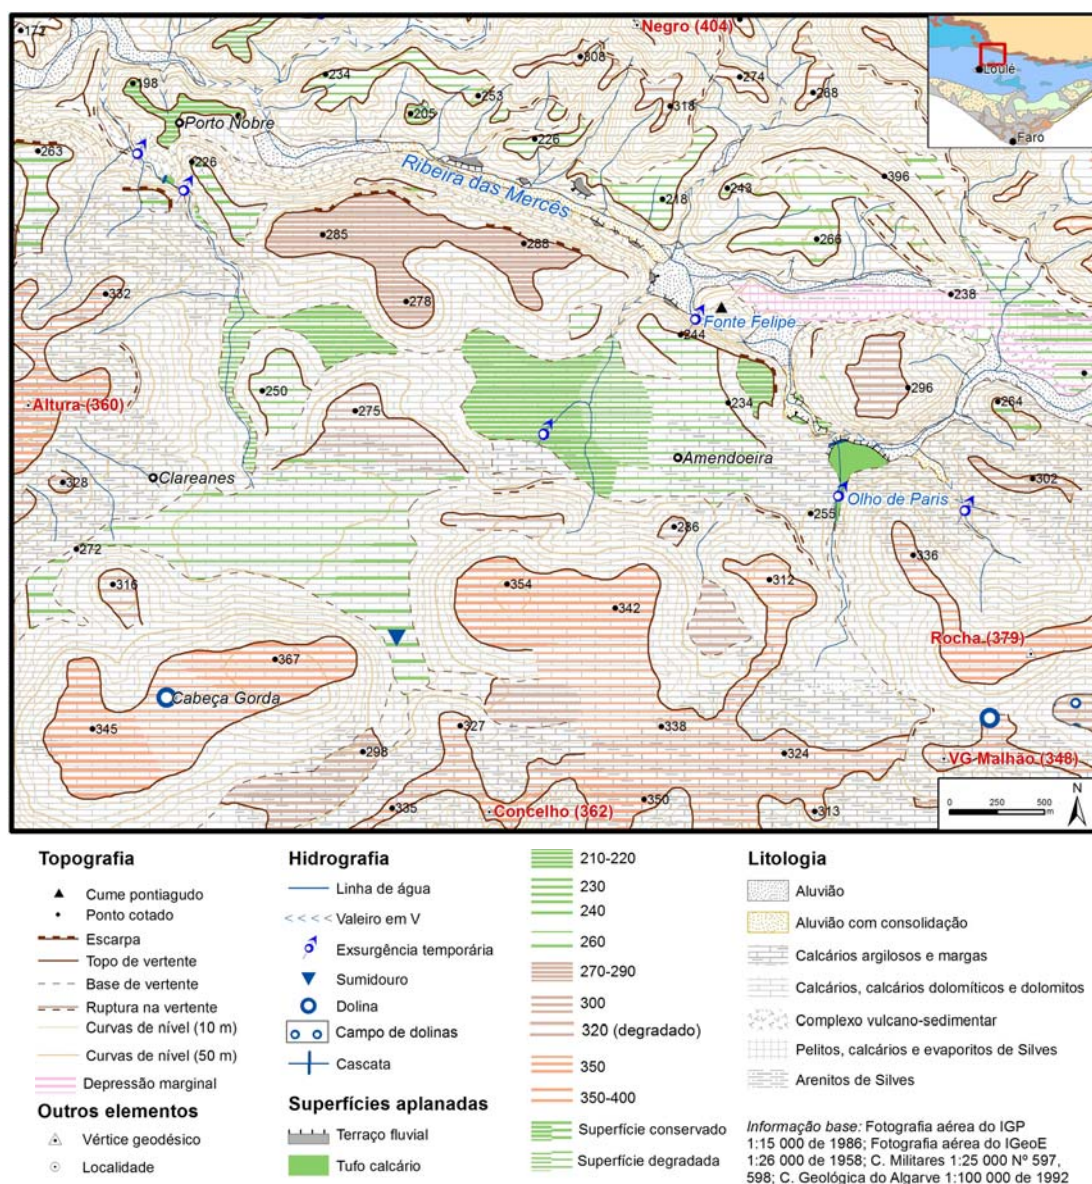 177
Negro (404)
308
234
274
198
253
318
268
Loulé
205
Porto Nobre
226
Faro
263
226
Ribeira das Mercês
396
243
218
285
288
266
332
278
238
Fonte Felipe
244
250
296
Altura (360)
275
234
264
Amendoeira
Clareanes
328
302
Olho de Paris
255
286
272
336
316
354
312
342
Rocha (379)
367
Cabeça Gorda
345
327
338
298
324
VG Malhão (348)
335
Concelho (362)
350
313
N
0 250 500
m
Topografia
Cume pontiagudo
Ponto cotado
Escarpa
Topo de vertente
Base de vertente
Ruptura na vertente
Curvas de nível (10 m)
Curvas de nível (50 m)
Depressão marginal
Outros elementos
Vértice geodésico
Localidade
Hidrografia
Linha de água
Valeiro em V
Exsurgência temporária
Sumidouro
Dolina
Campo de dolinas
Cascata
Superfícies aplanadas
Terraço fluvial
Tufo calcário
210-220
230
240
260
270-290
300
320 (degradado)
350
350-400
Superfície conservado
Superfície degradada
Litologia
Aluvião
Aluvião com consolidação
Calcários argilosos e margas
Calcários, calcários dolomíticos e dolomitos
Complexo vulcano-sedimentar
Pelitos, calcários e evaporitos de Silves
Arenitos de Silves
Informação base: Fotografia aérea do IGP
1:15 000 de 1986; Fotografia aérea do IGeoE
1:26 000 de 1958; C. Militares 1:25 000 Nº 597,
598; C. Geológica do Algarve 1:100 000 de 1992